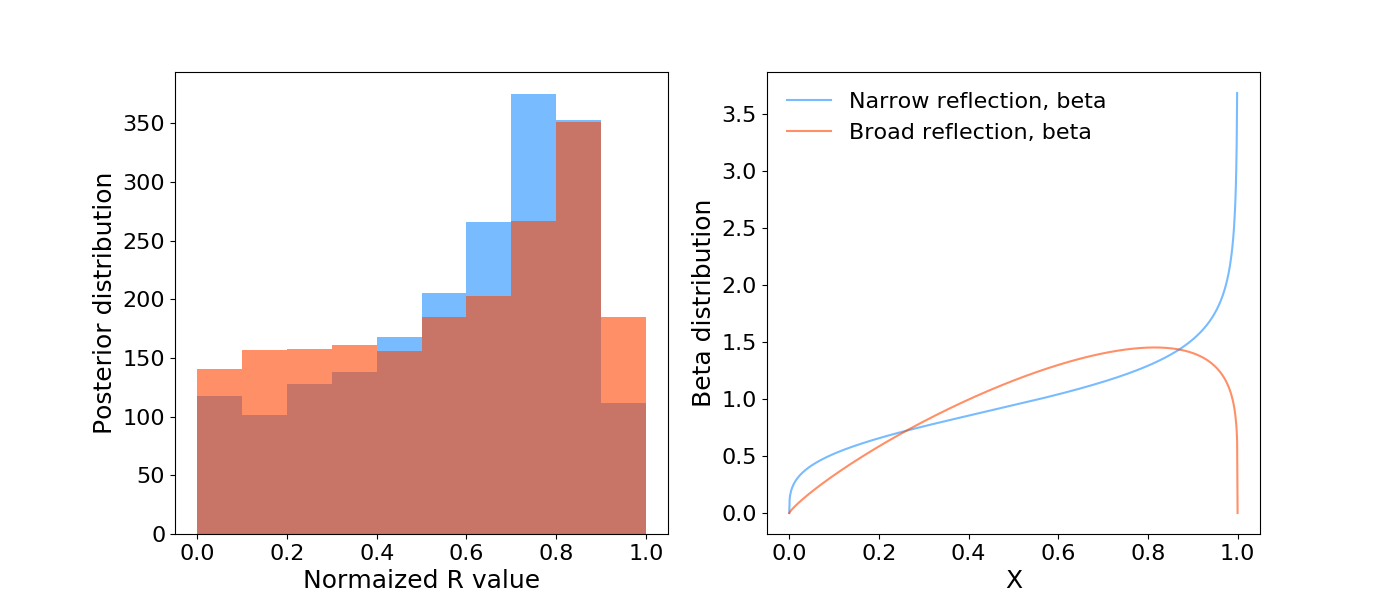 Posterior distribution
350
300
250
200
150
100
50
0
0.0 0.2 0.4 0.6 0.8 1.0
Normaized R value
Beta distribution
3.5
3.0
2.5
2.0
1.5
1.0
0.5
0.0
0.0 0.2 0.4 0.6 0.8 1.0
X
Narrow reflection, beta
Broad reflection, beta